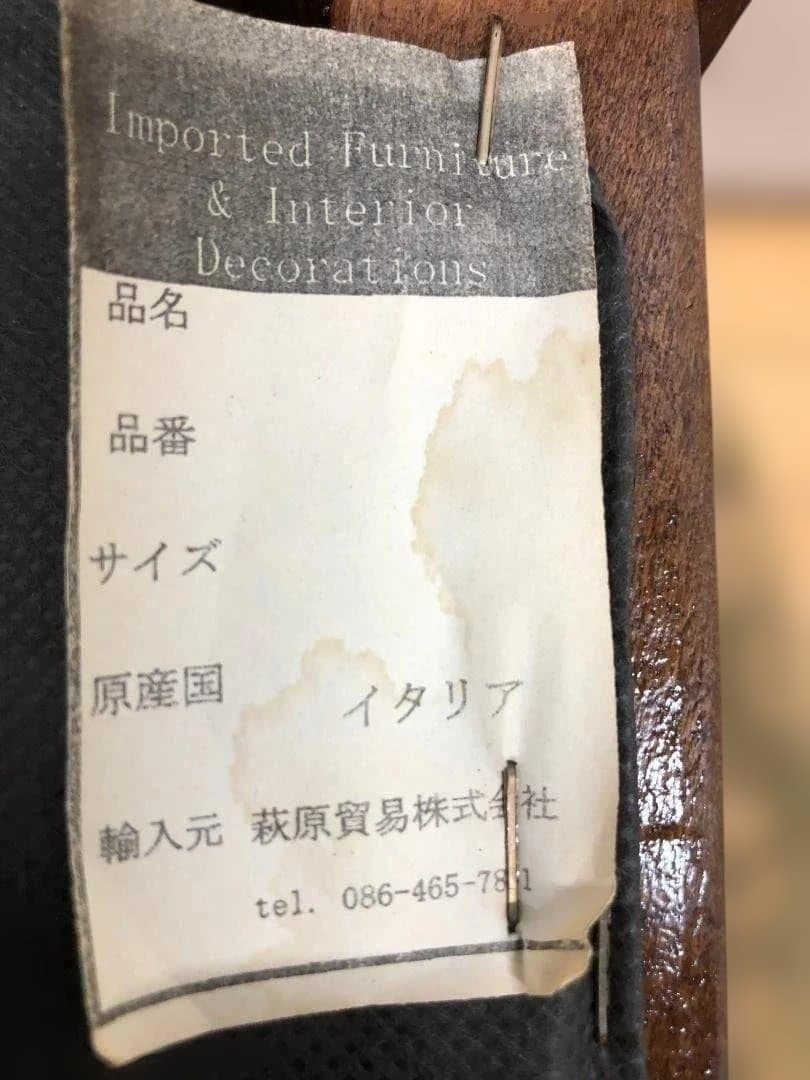 Imported Furniture
& Interior
Decorations
品名
品番
サイズ
原産国 イタリア
輸入元 萩原貿易株式会社
tel.